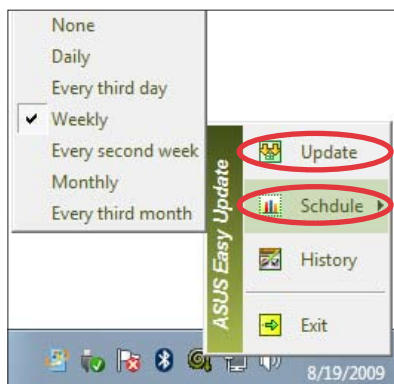 None
Daily
Every third day
Weekly
Every second week
Monthly
Every third month
ASUS Easy Update
Update
Schdule
History
Exit
8/19/2009